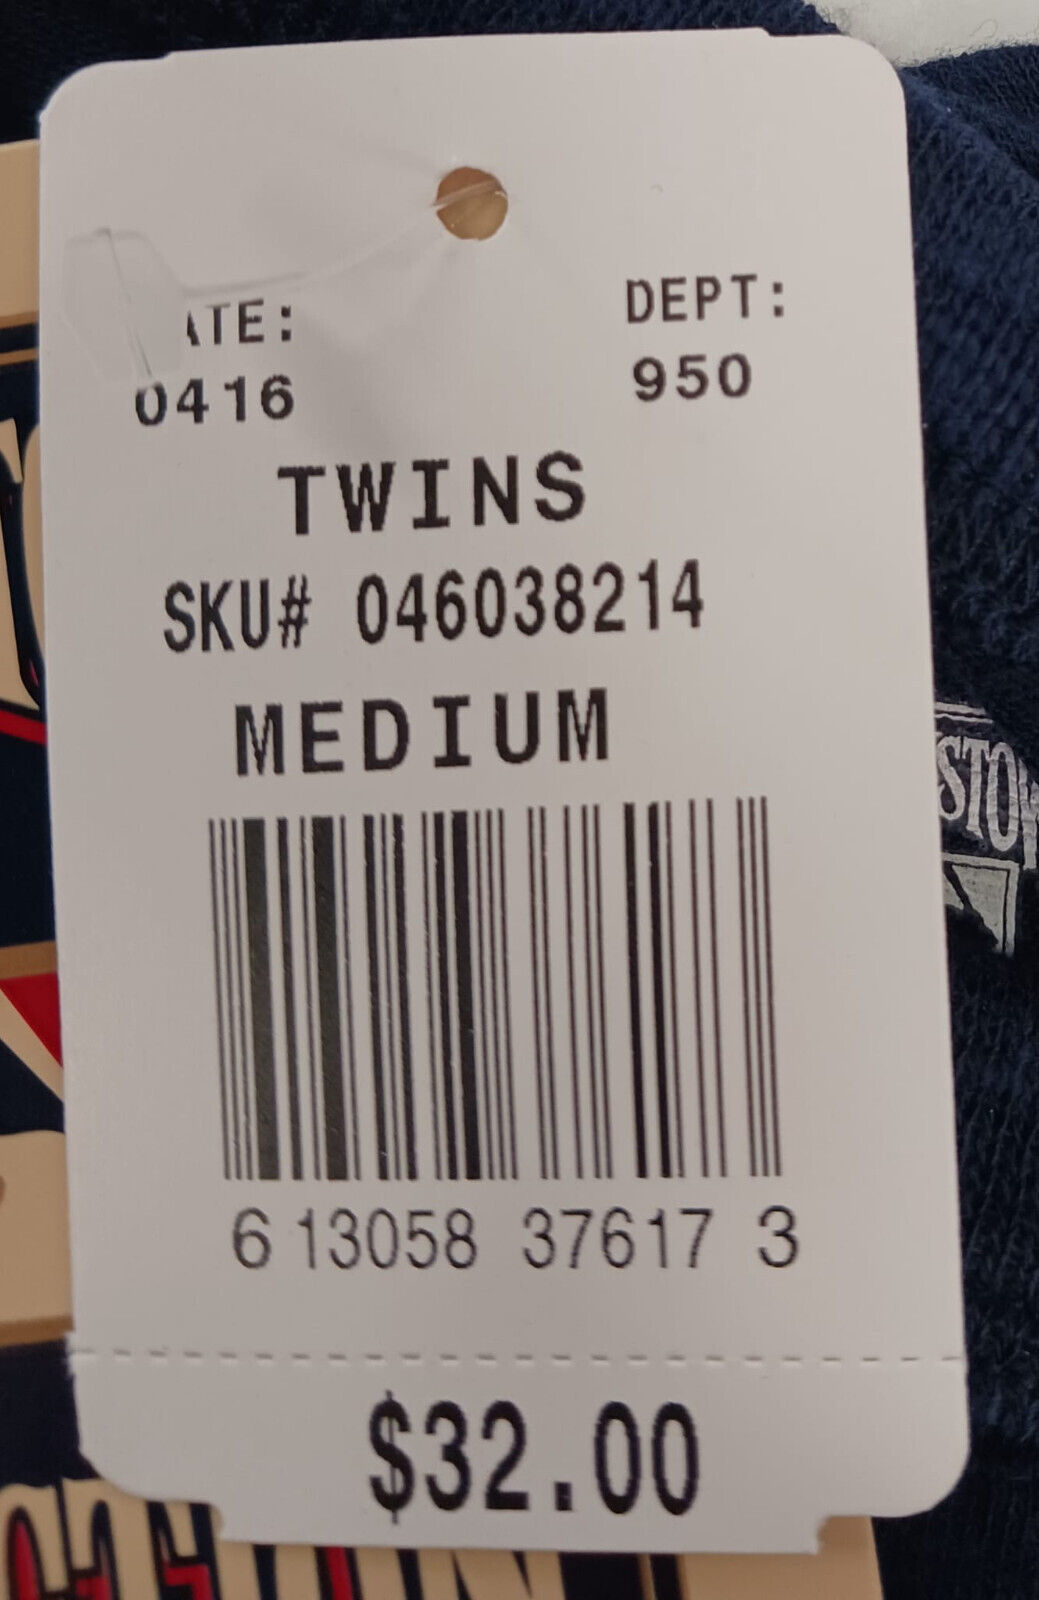 ATE: DEPT:
0416 950
TWINS
SKU# 046038214
MEDIUM
6 13058 37617 3
$32.00